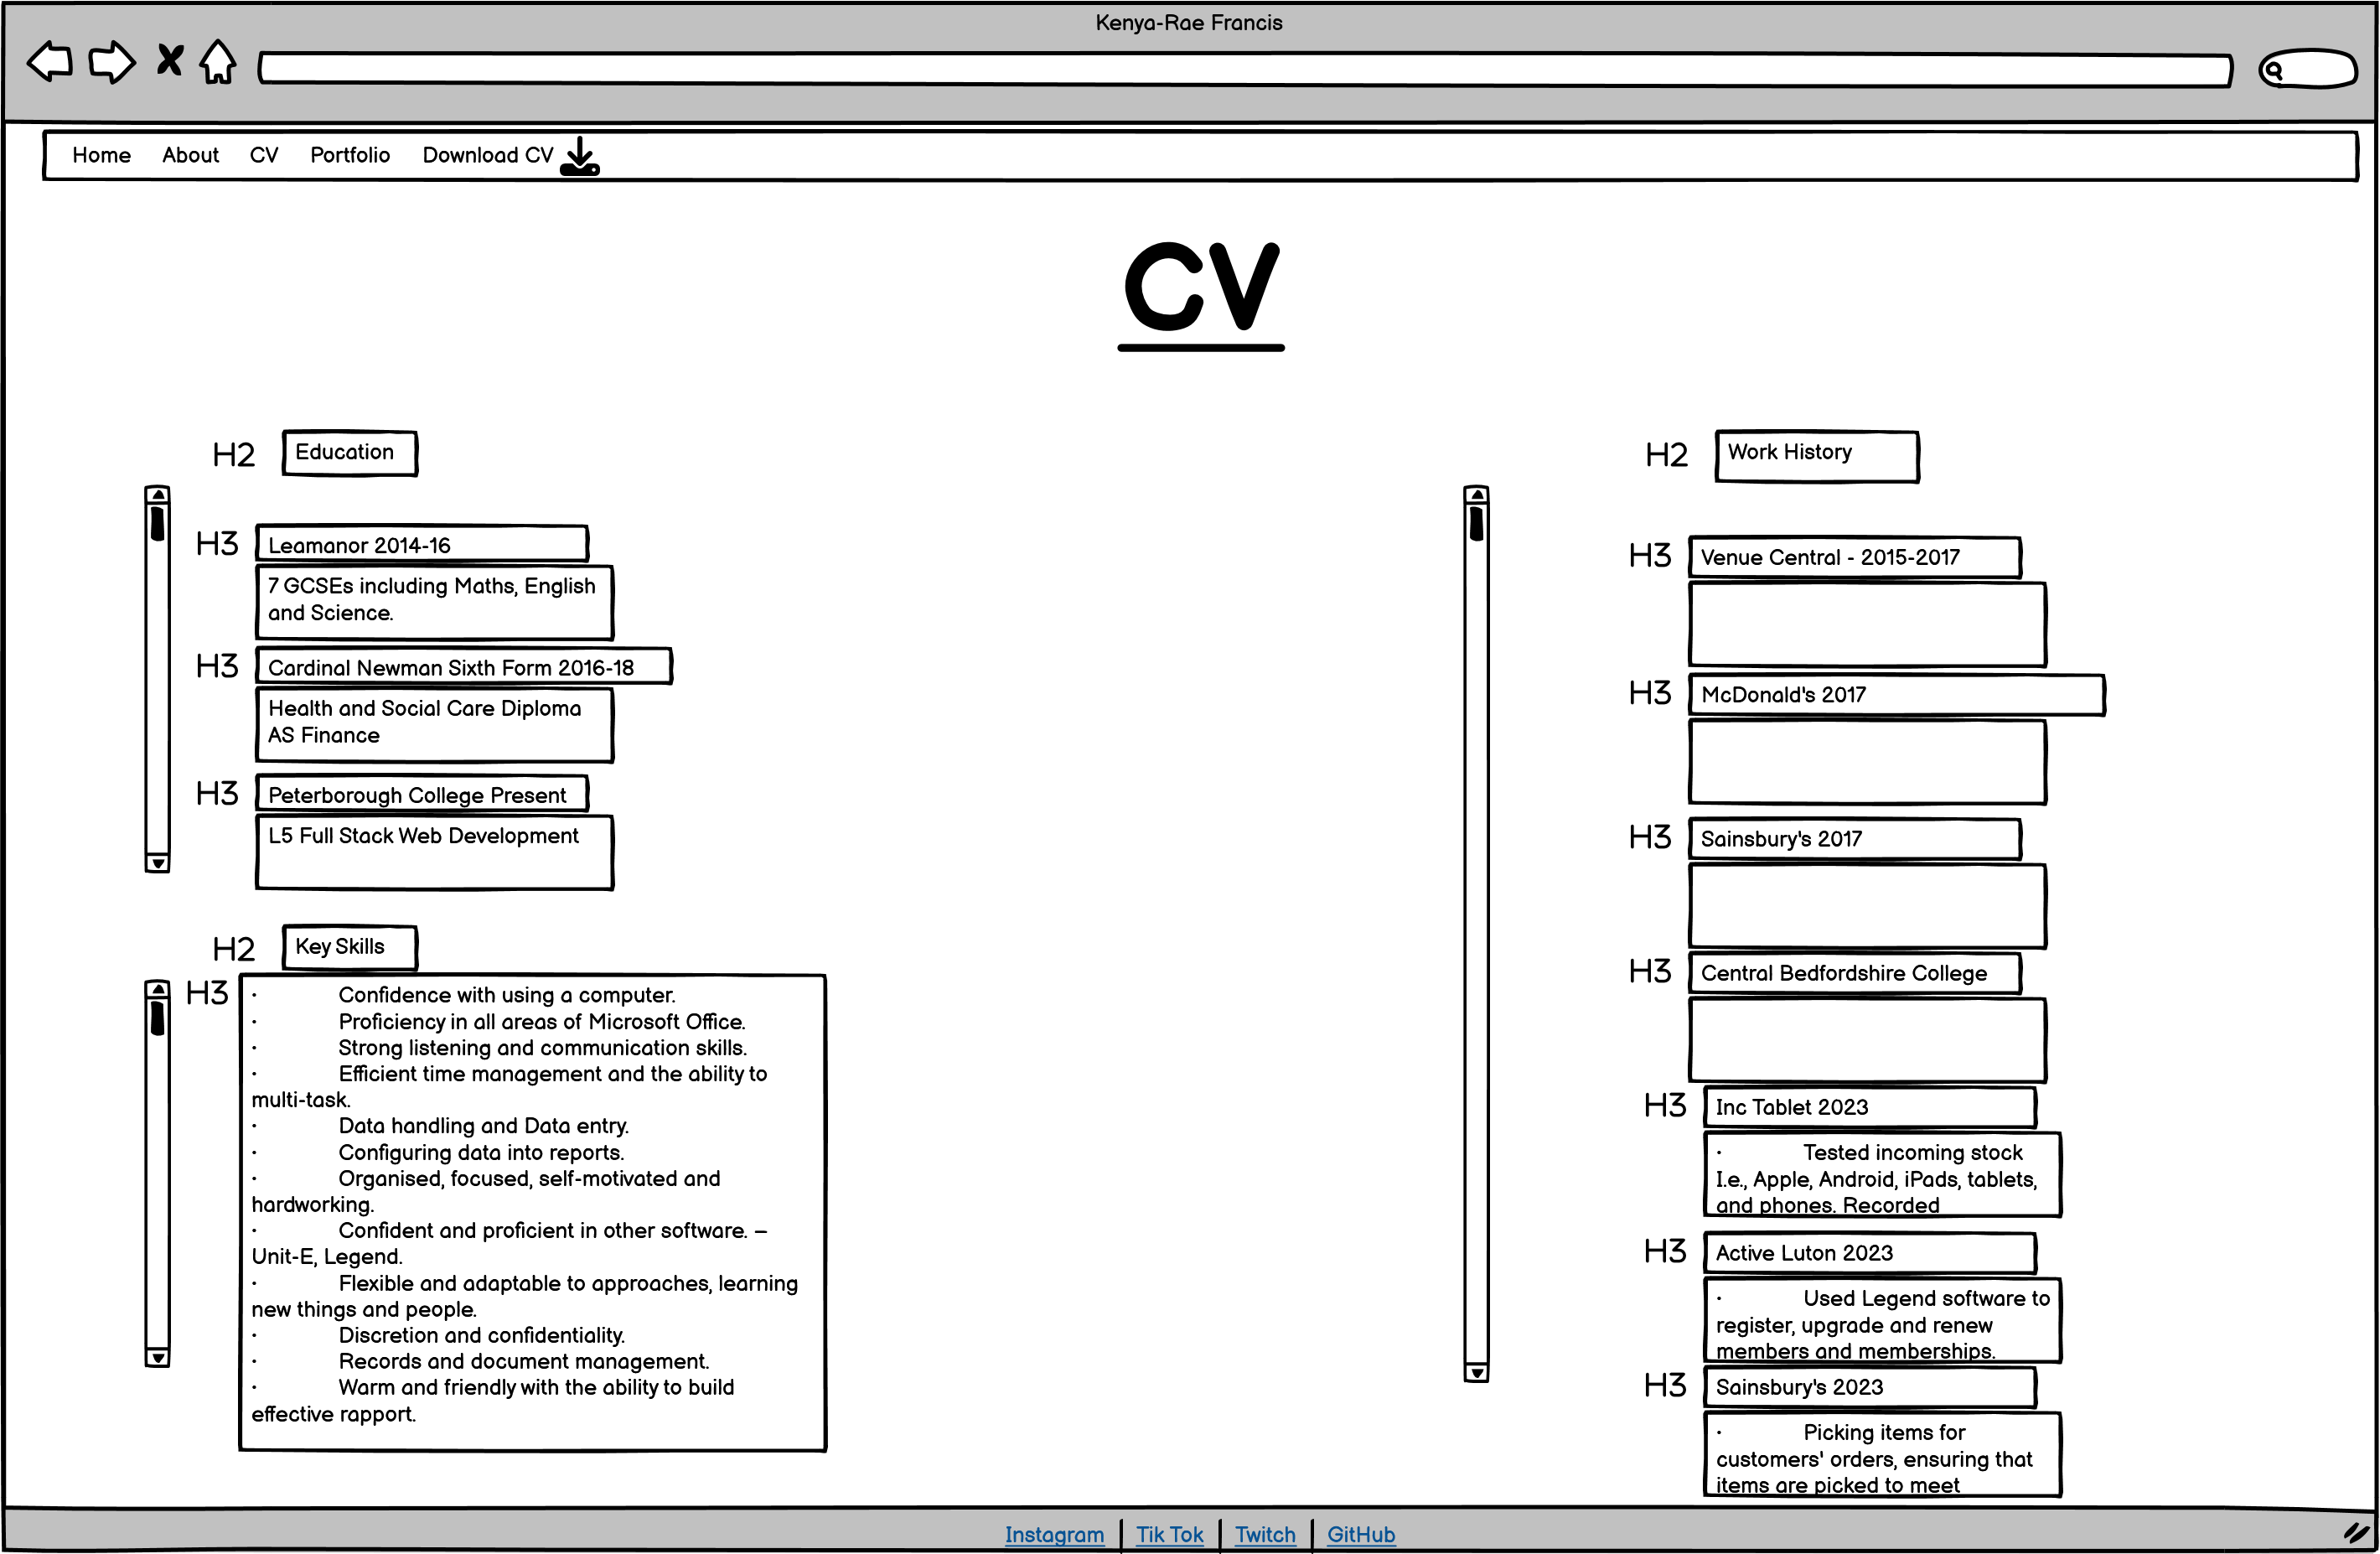 Kenya-Rae Francis
Home About CV Portfolio Download CV
CV
H2 Education
H3 Leamanor 2014-16
7 GCSEs including Maths, English
and Science.
H3 Cardinal Newman Sixth Form 2016-18
Health and Social Care Diploma
AS Finance
H3 Peterborough College Present
L5 Full Stack Web Development
H2 Key Skills
H3
· Confidence with using a computer.
· Proficiency in all areas of Microsoft Office.
· Strong listening and communication skills.
· Efficient time management and the ability to
multi-task.
· Data handling and Data entry.
· Configuring data into reports.
· Organised, focused, self-motivated and
hardworking.
· Confident and proficient in other software. –
Unit-E, Legend.
· Flexible and adaptable to approaches, learning
new things and people.
· Discretion and confidentiality.
· Records and document management.
· Warm and friendly with the ability to build
effective rapport.
H2 Work History
H3 Venue Central - 2015-2017
H3 McDonald's 2017
H3 Sainsbury's 2017
H3 Central Bedfordshire College
H3 Inc Tablet 2023
· Tested incoming stock
I.e., Apple, Android, iPads, tablets,
and phones. Recorded
H3 Active Luton 2023
· Used Legend software to
register, upgrade and renew
members and memberships.
H3 Sainsbury's 2023
· Picking items for
customers' orders, ensuring that
items are picked to meet
Instagram | Tik Tok | Twitch | GitHub